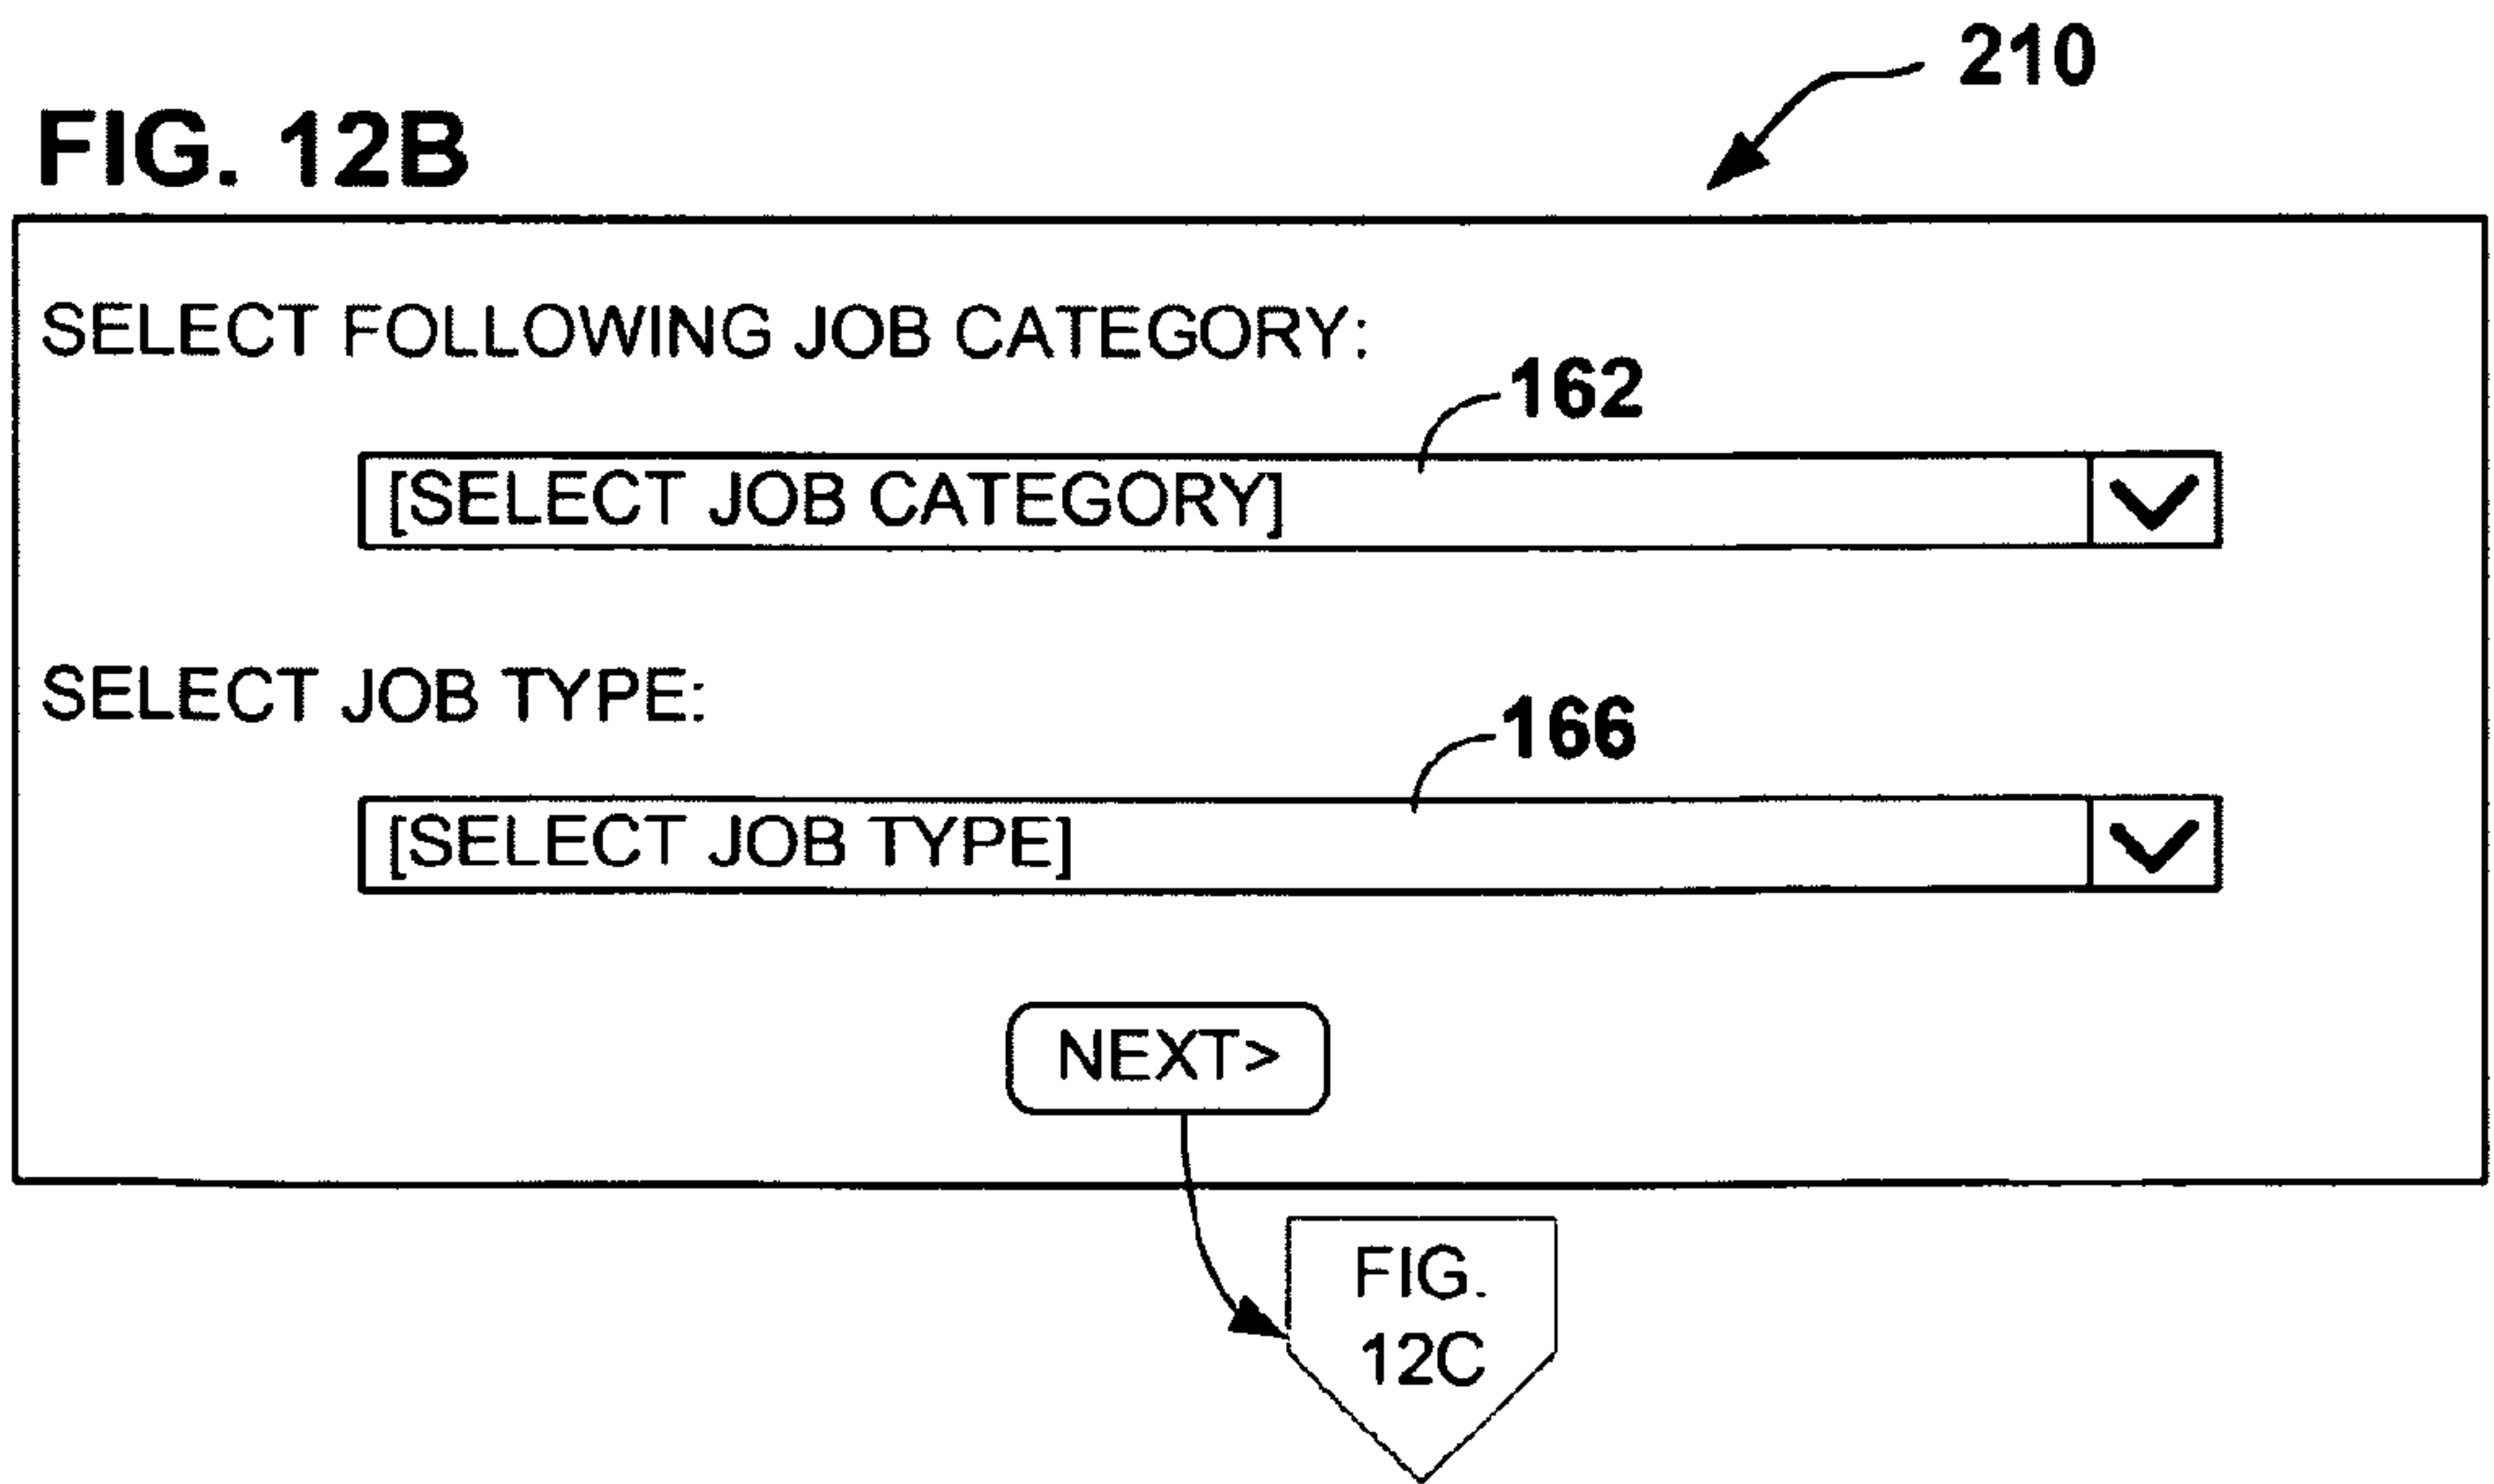 210
FIG. 12B
SELECT FOLLOWING JOB CATEGORY:
162
[SELECT JOB CATEGORY]
SELECT JOB TYPE:
166
[SELECT JOB TYPE]
NEXT>
FIG.
12C